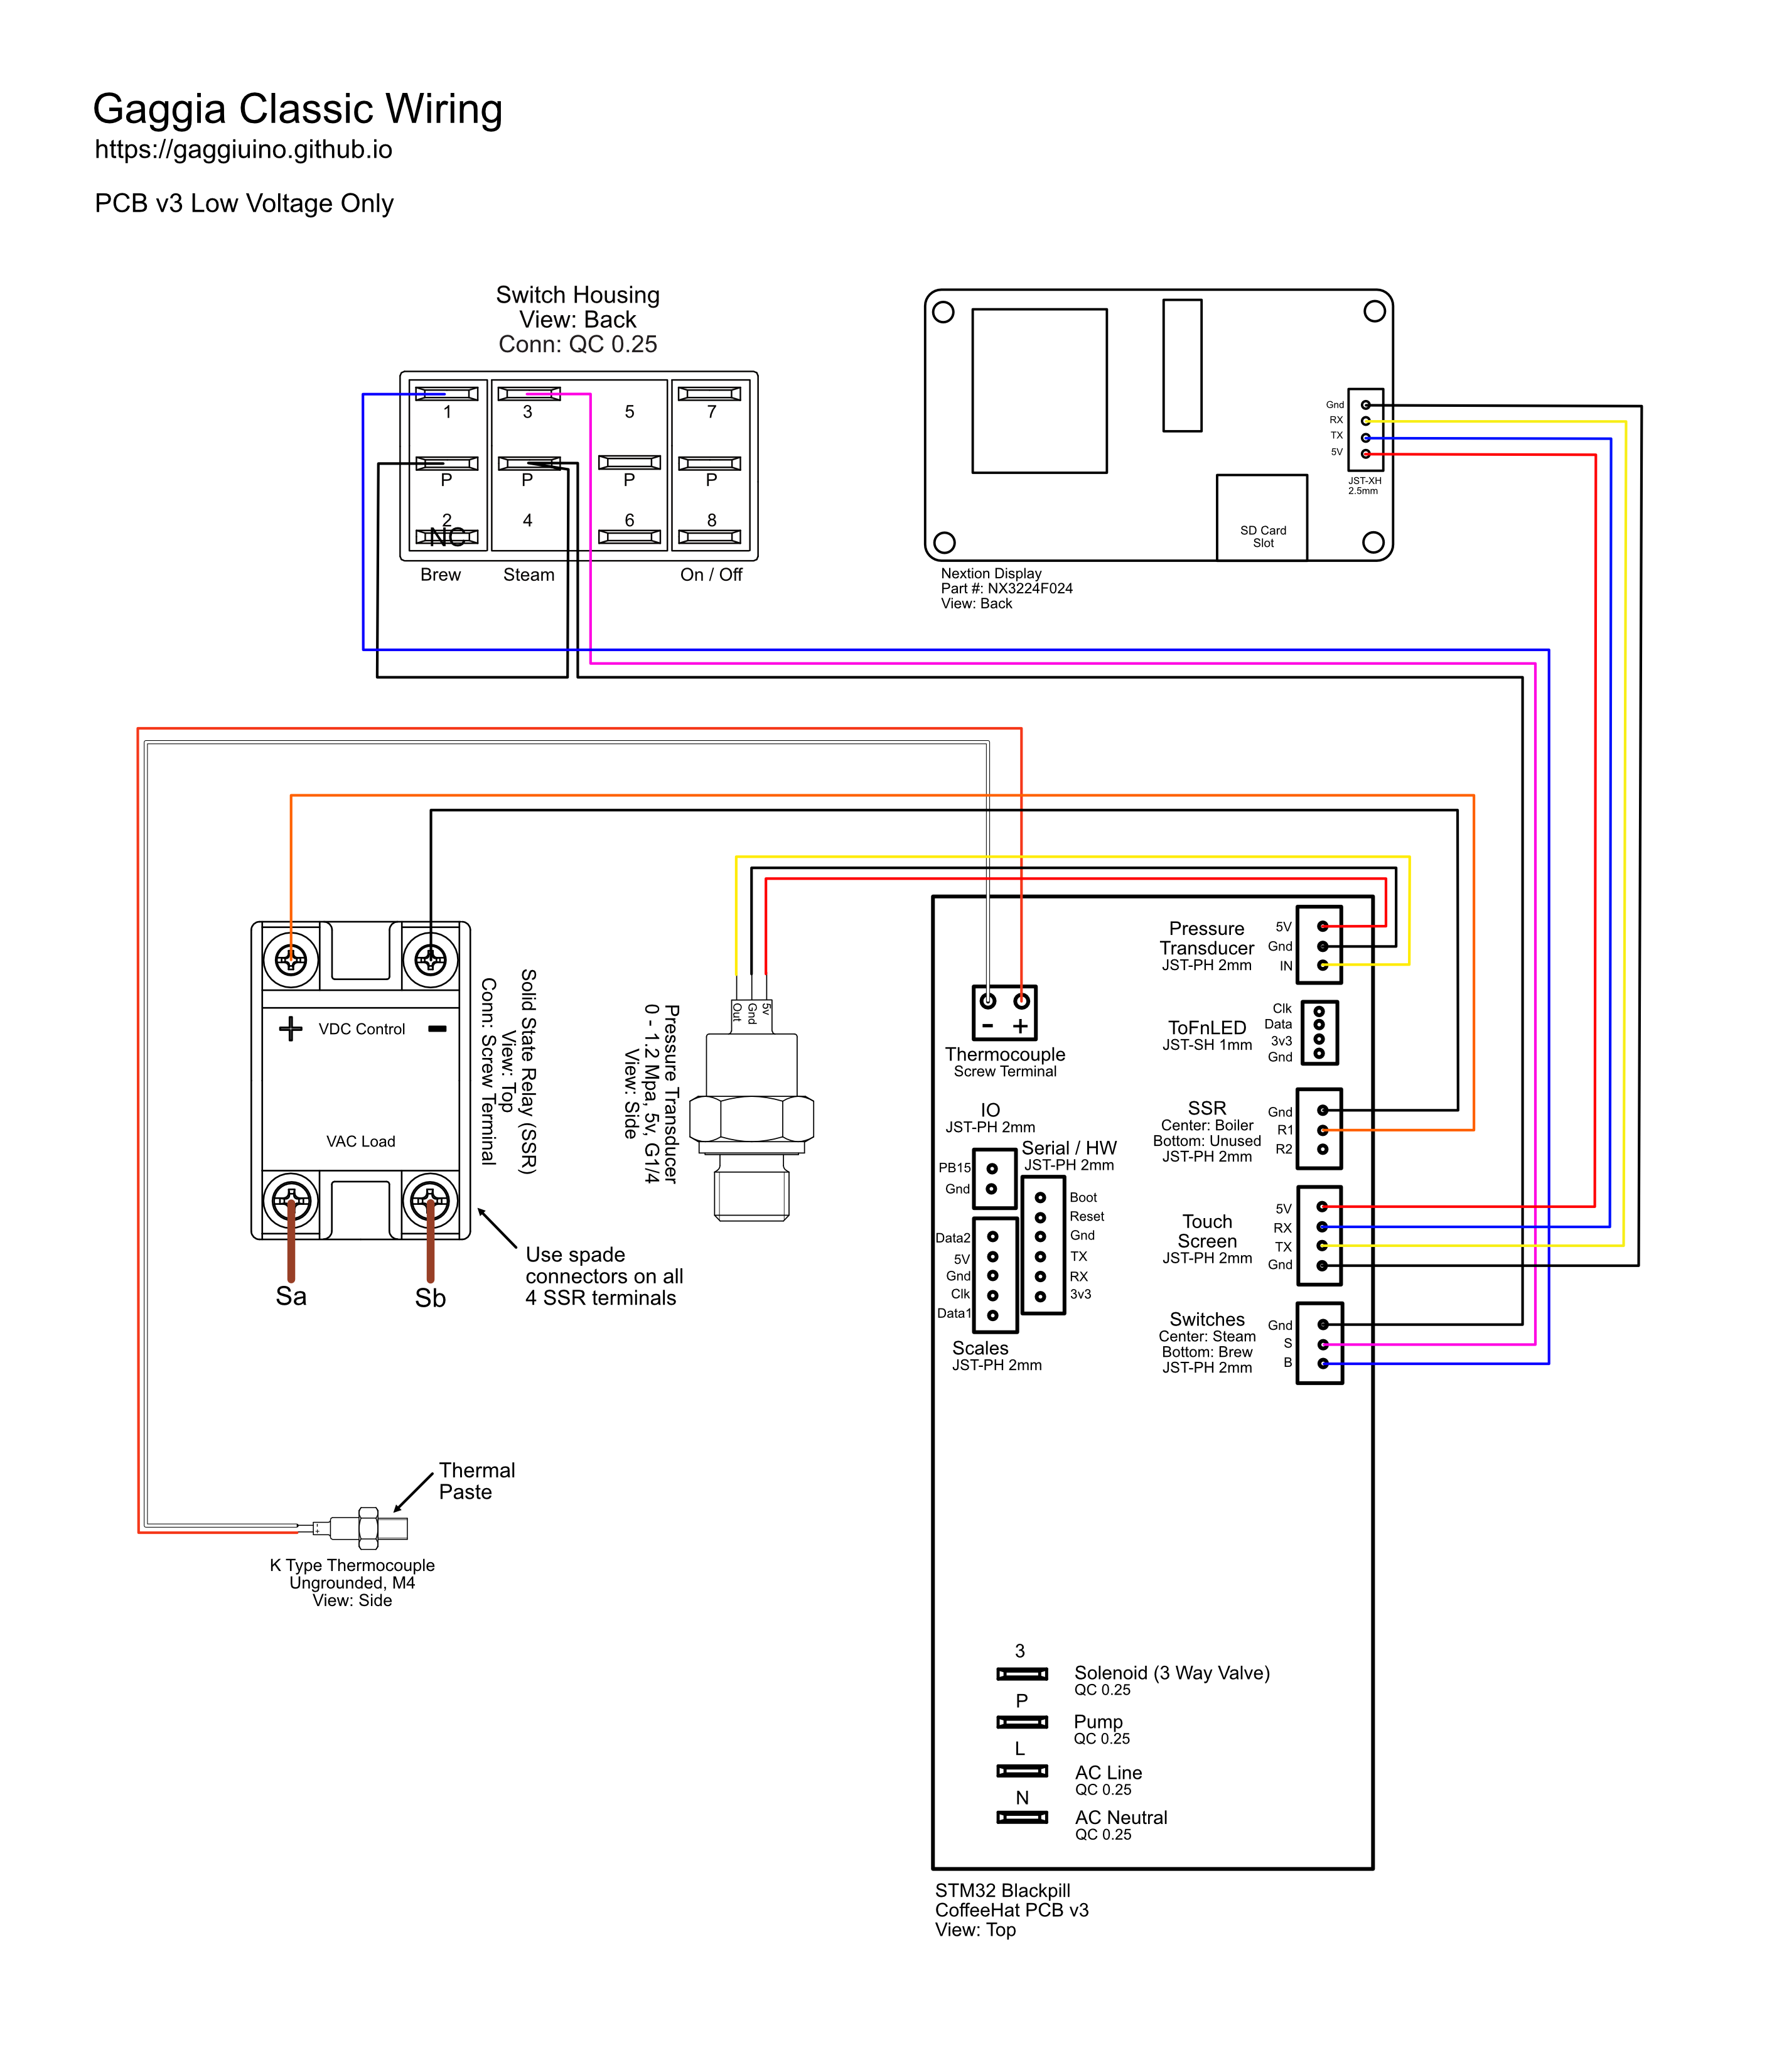 Gaggia Classic Wiring
https://gaggiuino.github.io
PCB v3 Low Voltage Only
Switch Housing
View: Back
Conn: QC 0.25
1
3
5
7
P
P
P
P
2
4
6
8
NC
Brew
Steam
On / Off
Gnd
RX
TX
5V
JST-XH
2.5mm
SD Card
Slot
Nextion Display
Part #: NX3224F024
View: Back
+
VDC Control
-
VAC Load
Sa
Sb
Solid State Relay (SSR)
View: Top
Conn: Screw Terminal
Use spade
connectors on all
4 SSR terminals
Out
Gnd
5v
Pressure Transducer
0 - 1.2 Mpa, 5v, G1/4
View: Side
Thermal
Paste
-
+
K Type Thermocouple
Ungrounded, M4
View: Side
- +
Thermocouple
Screw Terminal
IO
JST-PH 2mm
PB15
Gnd
Serial / HW
JST-PH 2mm
Boot
Reset
Gnd
TX
RX
3v3
Data2
5V
Gnd
Clk
Data1
Scales
JST-PH 2mm
Pressure
Transducer
JST-PH 2mm
5V
Gnd
IN
ToFnLED
JST-SH 1mm
Clk
Data
3v3
Gnd
SSR
Center: Boiler
Bottom: Unused
JST-PH 2mm
Gnd
R1
R2
Touch
Screen
JST-PH 2mm
5V
RX
TX
Gnd
Switches
Center: Steam
Bottom: Brew
JST-PH 2mm
Gnd
S
B
3
Solenoid (3 Way Valve)
QC 0.25
P
Pump
QC 0.25
L
AC Line
QC 0.25
N
AC Neutral
QC 0.25
STM32 Blackpill
CoffeeHat PCB v3
View: Top